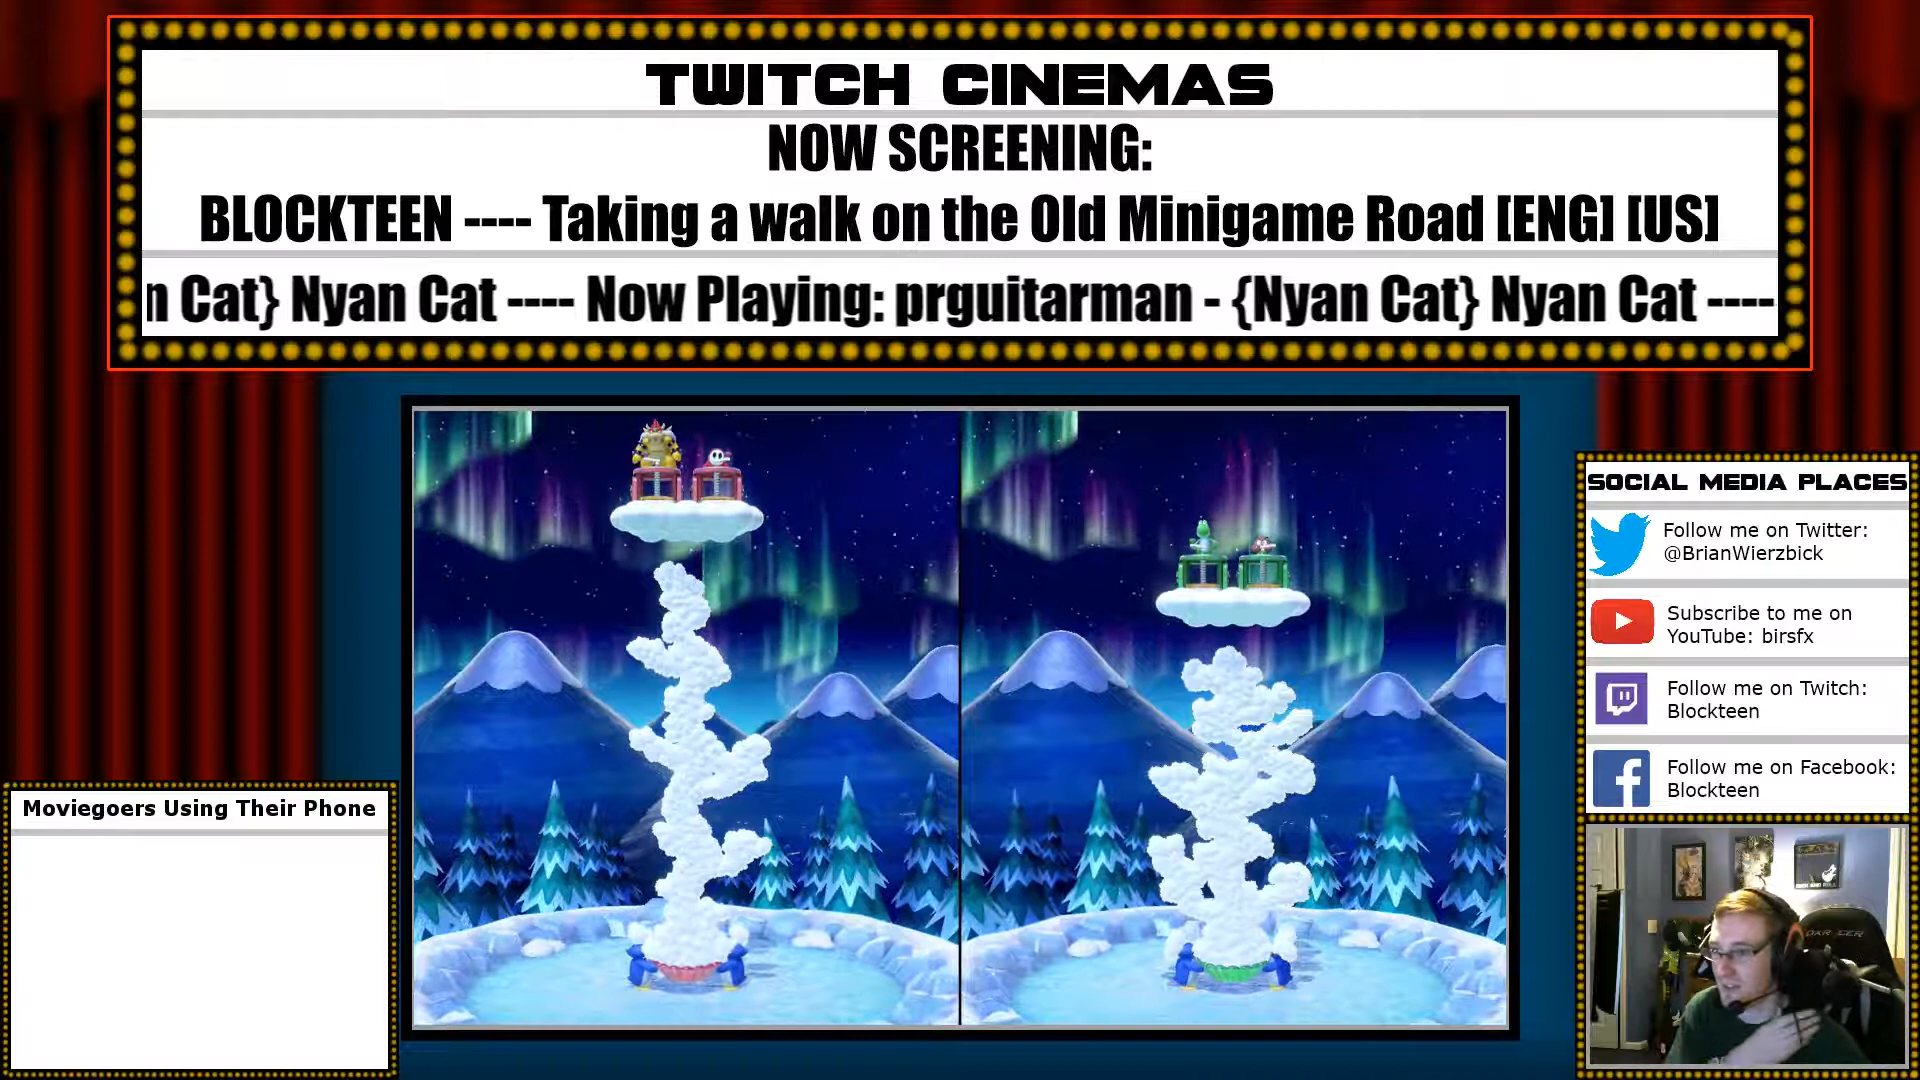 TWITCH CINEMAS
NOW SCREENING:
BLOCKTEEN ---- Taking a walk on the Old Minigame Road [ENG] [US]
n Cat} Nyan Cat ---- Now Playing: prguitarman - {Nyan Cat} Nyan Cat ----
SOCIAL MEDIA PLACES
Follow me on Twitter:
@BrianWierzbick
Subscribe to me on
YouTube: birsfx
Follow me on Twitch:
Blockteen
Follow me on Facebook:
Blockteen
Moviegoers Using Their Phone